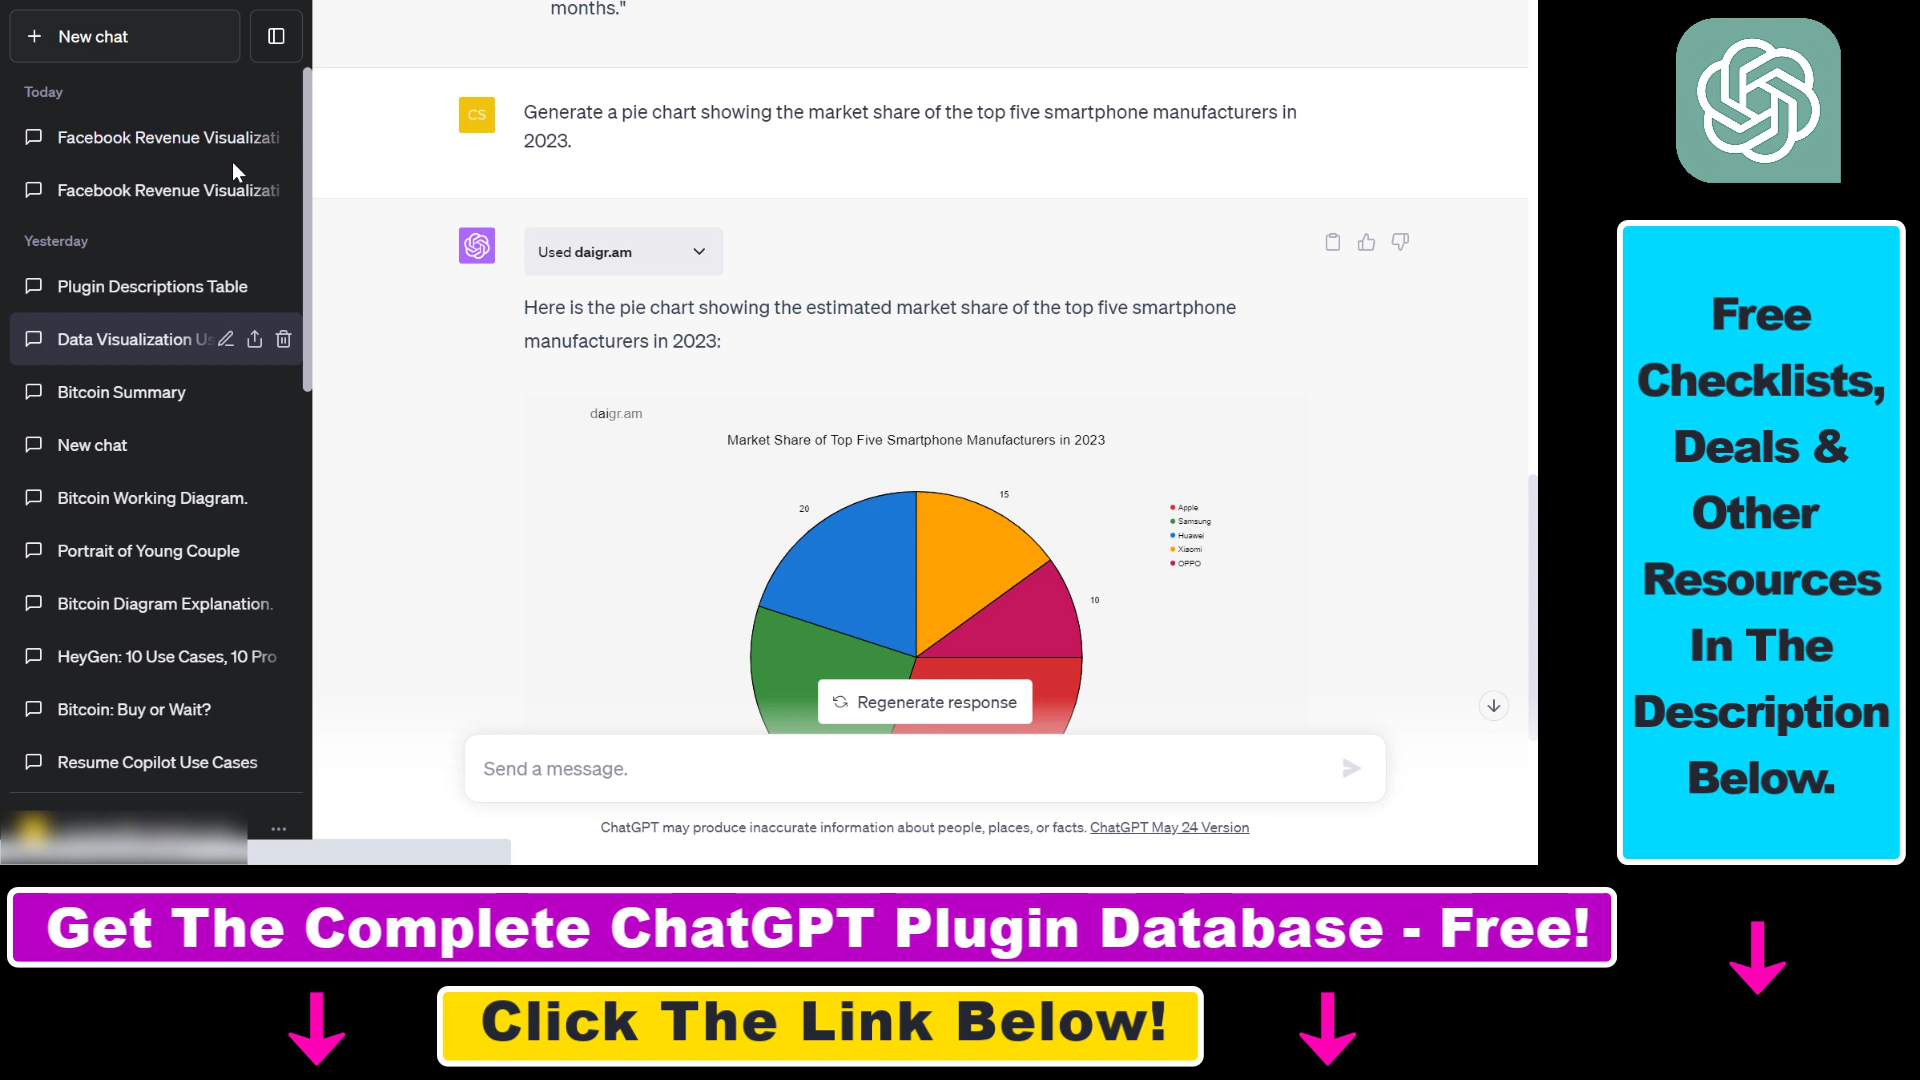 New chat
Today
Facebook Revenue Visualizati
Facebook Revenue Visualizati
Yesterday
Plugin Descriptions Table
Data Visualization Us
Bitcoin Summary
New chat
Bitcoin Working Diagram.
Portrait of Young Couple
Bitcoin Diagram Explanation.
HeyGen: 10 Use Cases, 10 Pro
Bitcoin: Buy or Wait?
Resume Copilot Use Cases
months."
CS
Generate a pie chart showing the market share of the top five smartphone manufacturers in
2023.
Used daigr.am
Here is the pie chart showing the estimated market share of the top five smartphone
manufacturers in 2023:
daigr.am
Market Share of Top Five Smartphone Manufacturers in 2023
20
15
10
Apple
Samsung
Huawei
Xiaomi
OPPO
Regenerate response
Send a message.
ChatGPT may produce inaccurate information about people, places, or facts. ChatGPT May 24 Version
Free
Checklists,
Deals &
Other
Resources
In The
Description
Below.
Get The Complete ChatGPT Plugin Database - Free!
Click The Link Below!